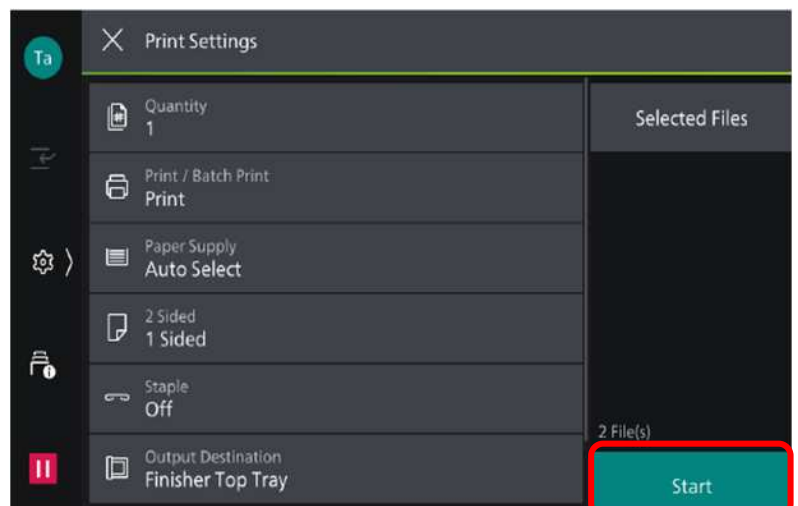 Ta
Print Settings
Quantity
1
Selected Files
Print / Batch Print
Print
Paper Supply
Auto Select
2 Sided
1 Sided
Staple
Off
2 File(s)
Output Destination
Finisher Top Tray
Start